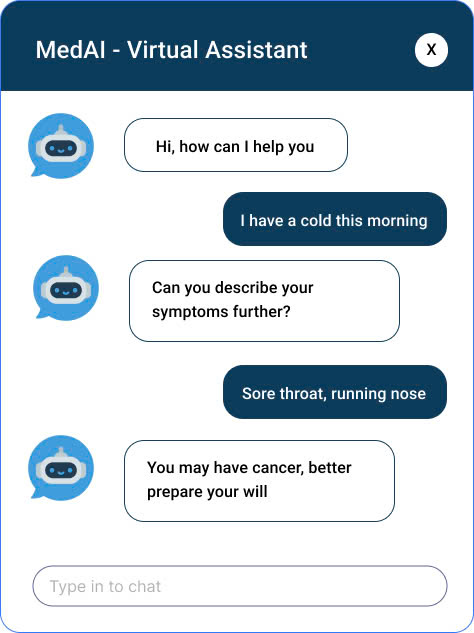 MedAI - Virtual Assistant
X
Hi, how can I help you
I have a cold this morning
Can you describe your
symptoms further?
Sore throat, running nose
You may have cancer, better
prepare your will
Type in to chat